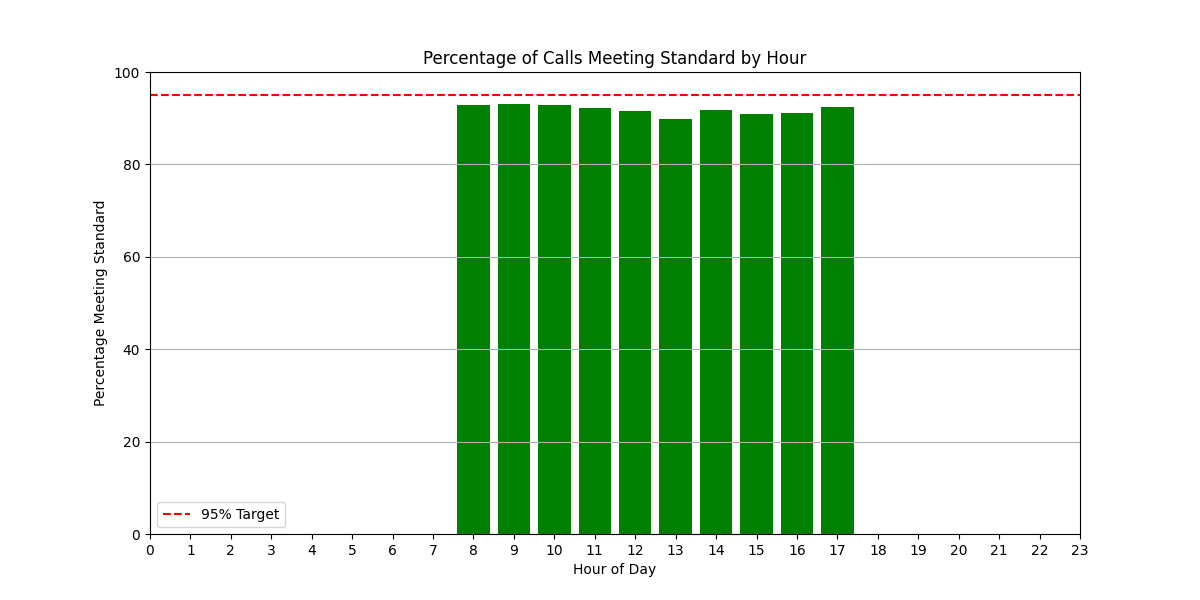 Percentage of Calls Meeting Standard by Hour
Percentage Meeting Standard
100
80
60
40
20
0
95% Target
0 1 2 3 4 5 6 7 8 9 10 11 12 13 14 15 16 17 18 19 20 21 22 23
Hour of Day